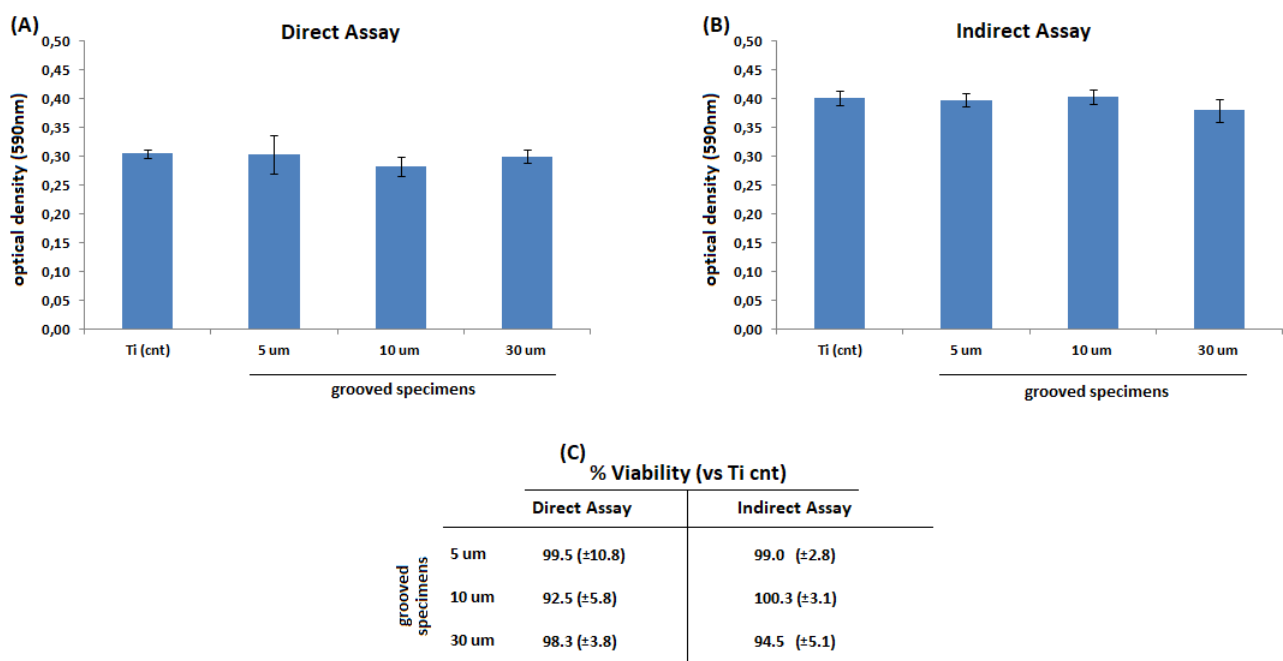 (A)
Direct Assay
optical density (590nm)
0,50
0,45
0,40
0,35
0,30
0,25
0,20
0,15
0,10
0,05
0,00
Ti (cnt) 5 um 10 um 30 um
grooved specimens
(B)
Indirect Assay
optical density (590nm)
0,50
0,45
0,40
0,35
0,30
0,25
0,20
0,15
0,10
0,05
0,00
Ti (cnt) 5 um 10 um 30 um
grooved specimens
(C)
% Viability (vs Ti cnt)
Direct Assay Indirect Assay
grooved
specimens
5 um 99.5 (±10.8) 99.0 (±2.8)
10 um 92.5 (±5.8) 100.3 (±3.1)
30 um 98.3 (±3.8) 94.5 (±5.1)